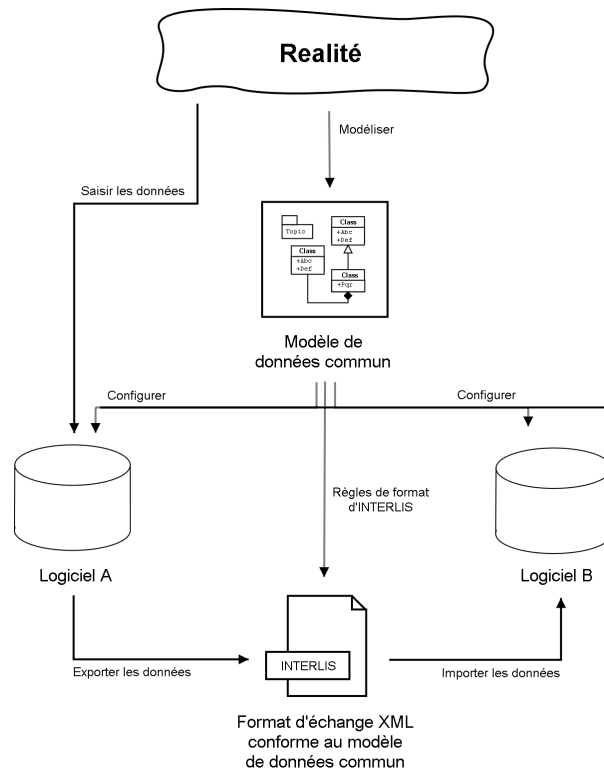 Realité
Modéliser
Saisir les données
Topic
Class
+Abc
+Def
Class
+Abc
+Def
Class
+Pqr
Modèle de
données commun
Configurer
Configurer
Règles de format
d'INTERLIS
Logiciel A
Logiciel B
INTERLIS
Exporter les données
Importer les données
Format d'échange XML
conforme au modèle
de données commun